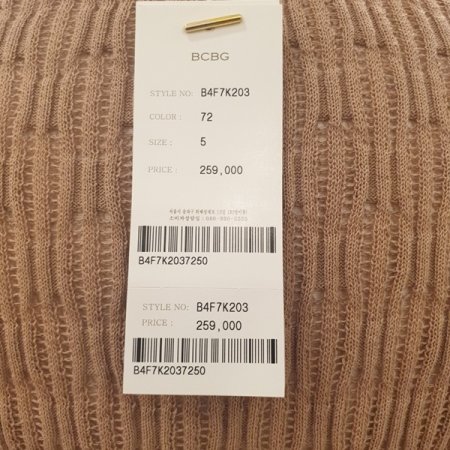 BCBG
STYLE NO: B4F7K203
COLOR : 72
SIZE : 5
PRICE : 259,000
B4F7K2037250
STYLE NO: B4F7K203
PRICE : 259,000
B4F7K2037250